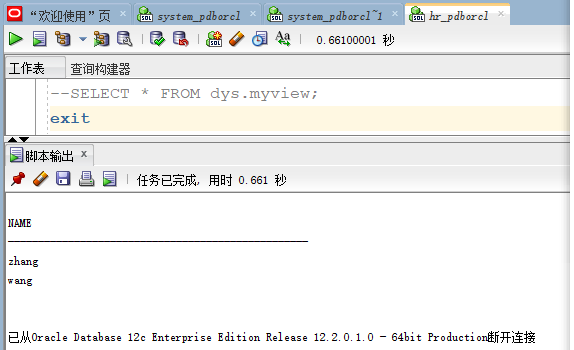 “欢迎使用”页 system_pdborcl system_pdborcl~1 hr_pdborcl
SQL SQL SQL
0.66100001 秒
工作表 查询构建器
--SELECT * FROM dys.myview;
exit
脚本输出 x
任务已完成, 用时 0.661 秒
NAME
--------------------------------------------------
zhang
wang
已从Oracle Database 12c Enterprise Edition Release 12.2.0.1.0 - 64bit Production断开连接